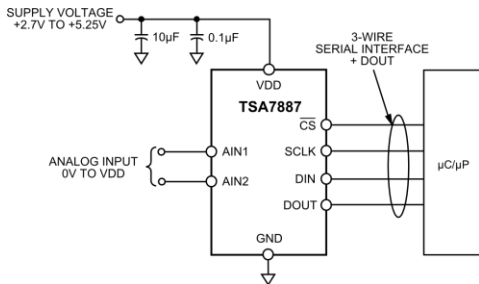 SUPPLY VOLTAGE
+2.7V TO +5.25V
10µF
0.1µF
3-WIRE
SERIAL INTERFACE
+ DOUT
VDD
TSA7887
CS
SCLK
DIN
DOUT
AIN1
AIN2
ANALOG INPUT
0V TO VDD
µC/µP
GND